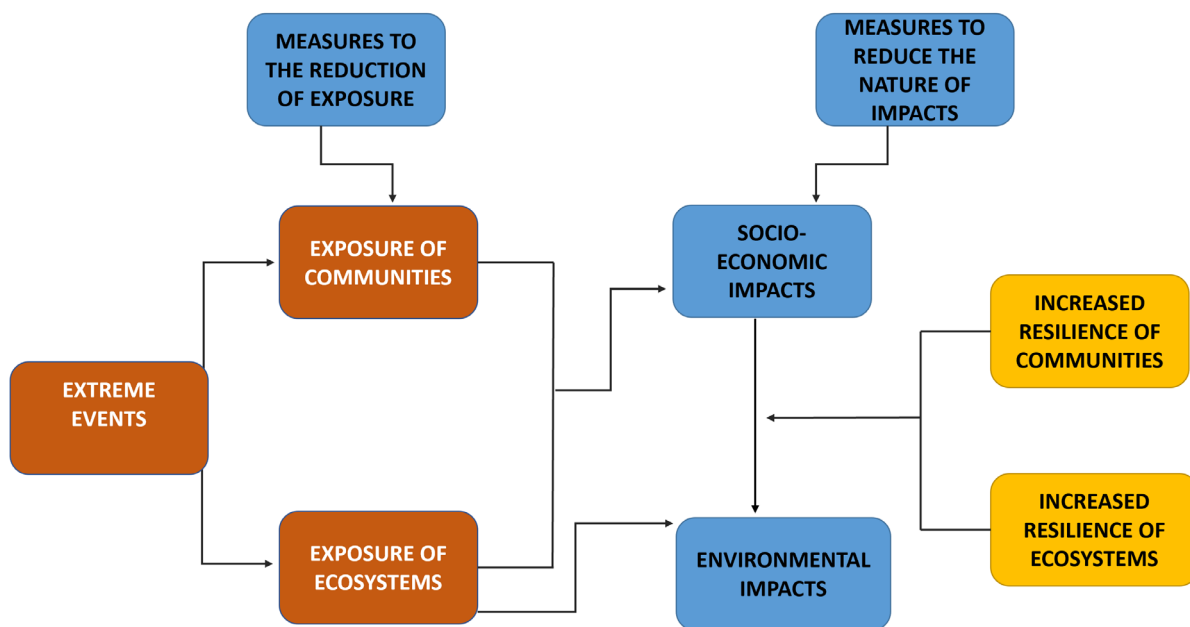 MEASURES TO
THE REDUCTION
OF EXPOSURE
MEASURES TO
REDUCE THE
NATURE OF
IMPACTS
EXPOSURE OF
COMMUNITIES
SOCIO-
ECONOMIC
IMPACTS
INCREASED
RESILIENCE OF
COMMUNITIES
EXTREME
EVENTS
EXPOSURE OF
ECOSYSTEMS
ENVIRONMENTAL
IMPACTS
INCREASED
RESILIENCE OF
ECOSYSTEMS